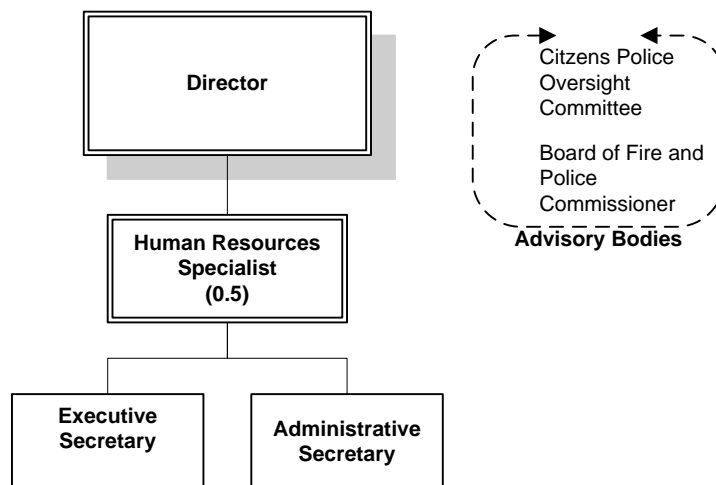 Director
Citzens Police
Oversight
Committee
Board of Fire and
Police
Commissioner
Advisory Bodies
Human Resources
Specialist
(0.5)
Executive
Secretary
Administrative
Secretary